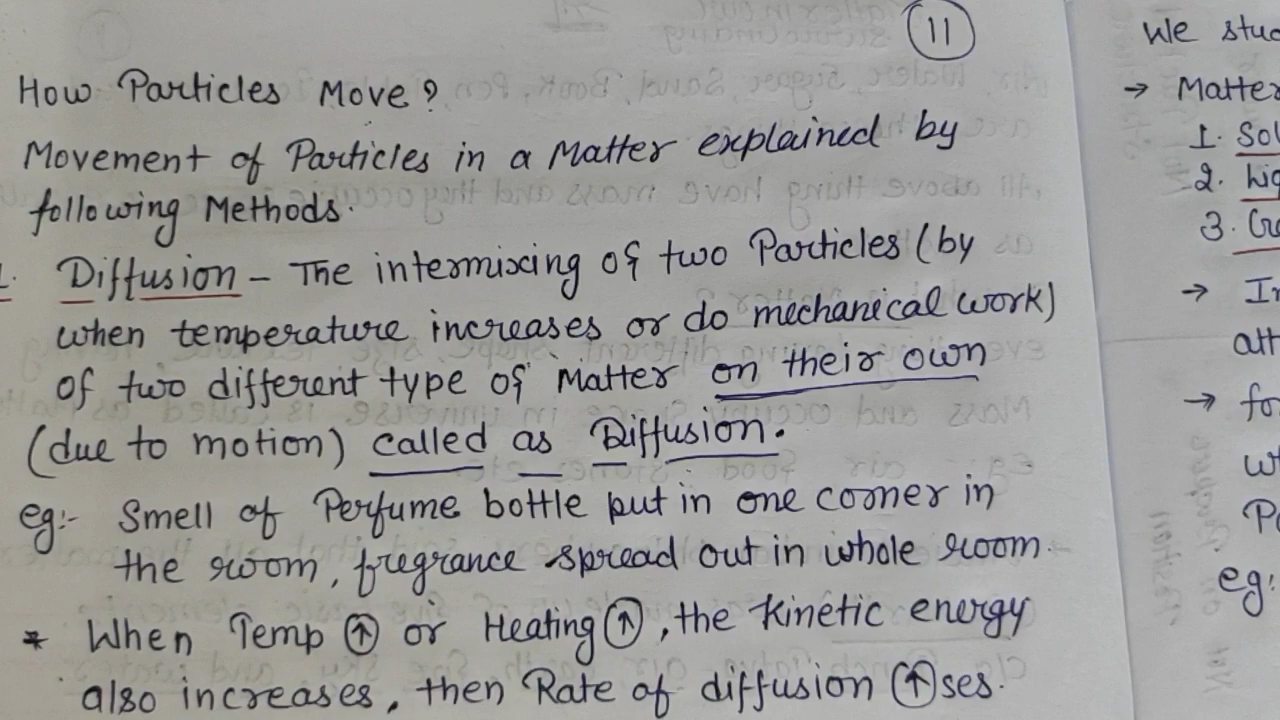 11
How Particles Move?
Movement of Particles in a Matter explained by
following Methods.
Diffusion - The intermixing of two Particles (by
when temperature increases or do mechanical work)
of two different type of Matter on their own
(due to motion) called as Diffusion.
eg:- Smell of Perfume bottle put in one corner in
the room, fregrance spread out in whole room.
* When Temp ↑ or Heating ↑, the Kinetic energy
also increases, then Rate of diffusion ↑ses.
We
→ Matter
1. 
2. 
3. 
→
→
eg: